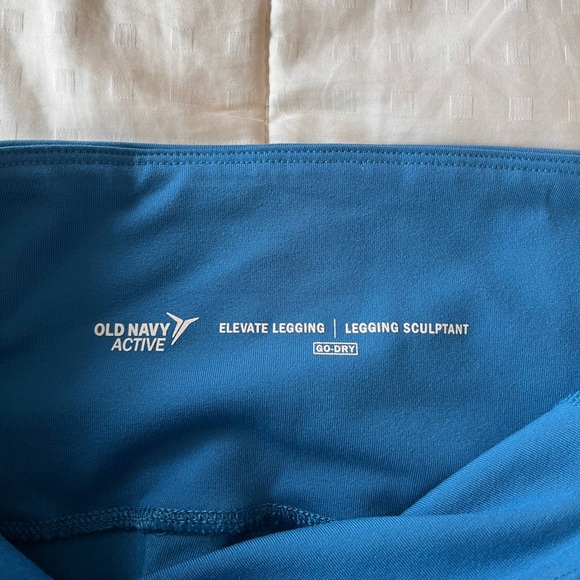 OLD NAVY
ACTIVE
ELEVATE LEGGING | LEGGING SCULPTANT
GO-DRY